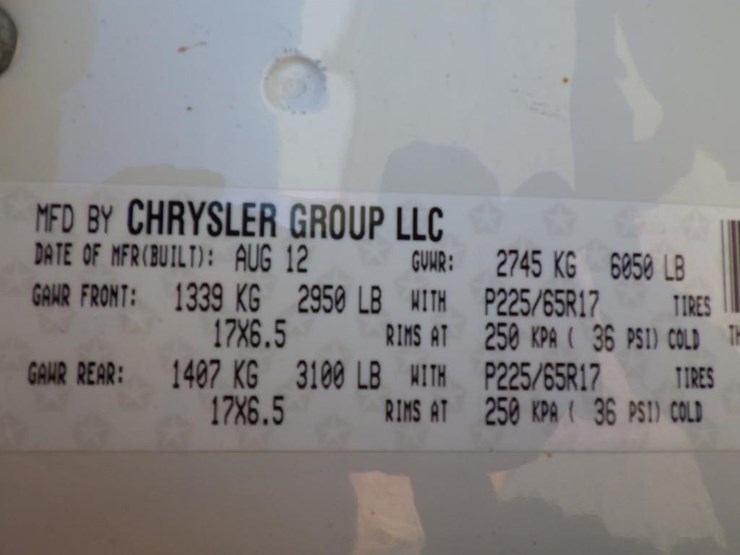 MFD BY CHRYSLER GROUP LLC
DATE OF MFR(BUILT): AUG 12 GVWR: 2745 KG 6050 LB
GAWR FRONT: 1339 KG 2950 LB WITH P225/65R17 TIRES
17X6.5 RIMS AT 250 KPA ( 36 PSI) COLD TH
GAWR REAR: 1407 KG 3100 LB WITH P225/65R17 TIRES
17X6.5 RIMS AT 250 KPA ( 36 PSI) COLD